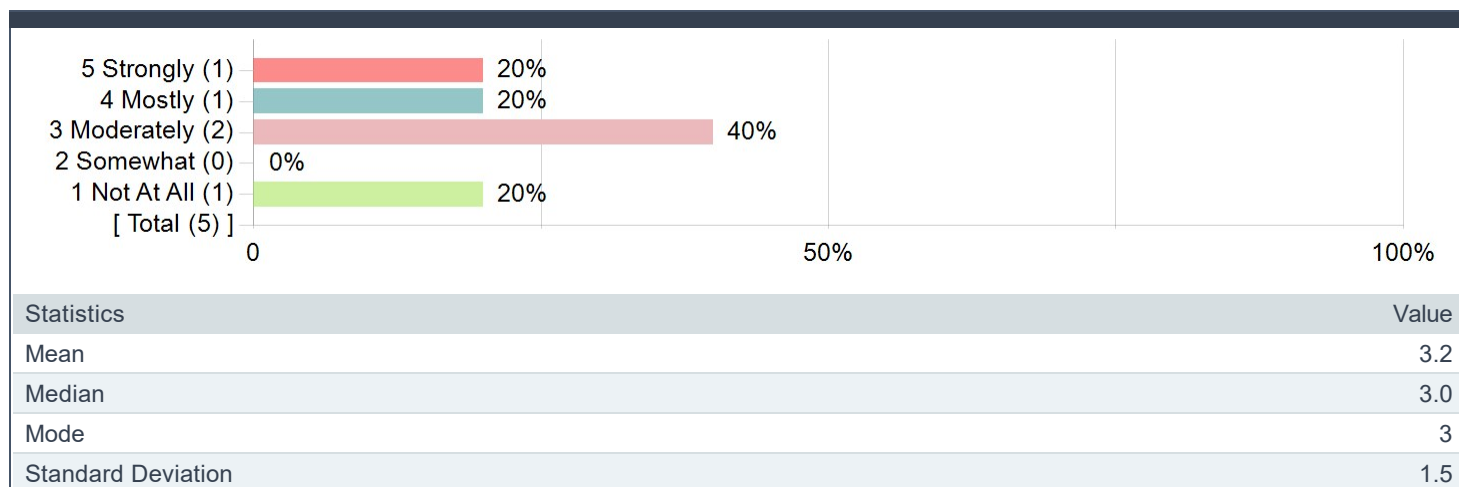 5 Strongly (1) 20%
4 Mostly (1) 20%
3 Moderately (2) 40%
2 Somewhat (0) 0%
1 Not At All (1) 20%
[ Total (5) ]
0 50% 100%
Statistics Value
Mean 3.2
Median 3.0
Mode 3
Standard Deviation 1.5